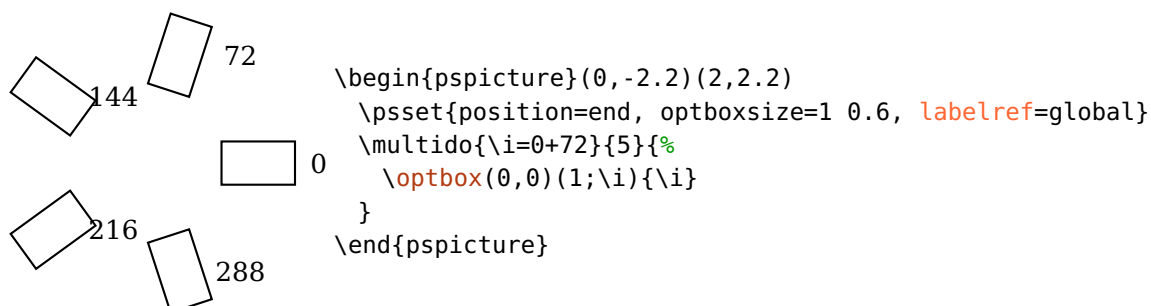 72
144
0
216
288
\begin{pspicture}(0,-2.2)(2,2.2)
  \psset{position=end, optboxsize=1 0.6, labelref=global}
  \multido{\i=0+72}{5}{%
    \optbox(0,0)(1;\i){\i}
  }
\end{pspicture}